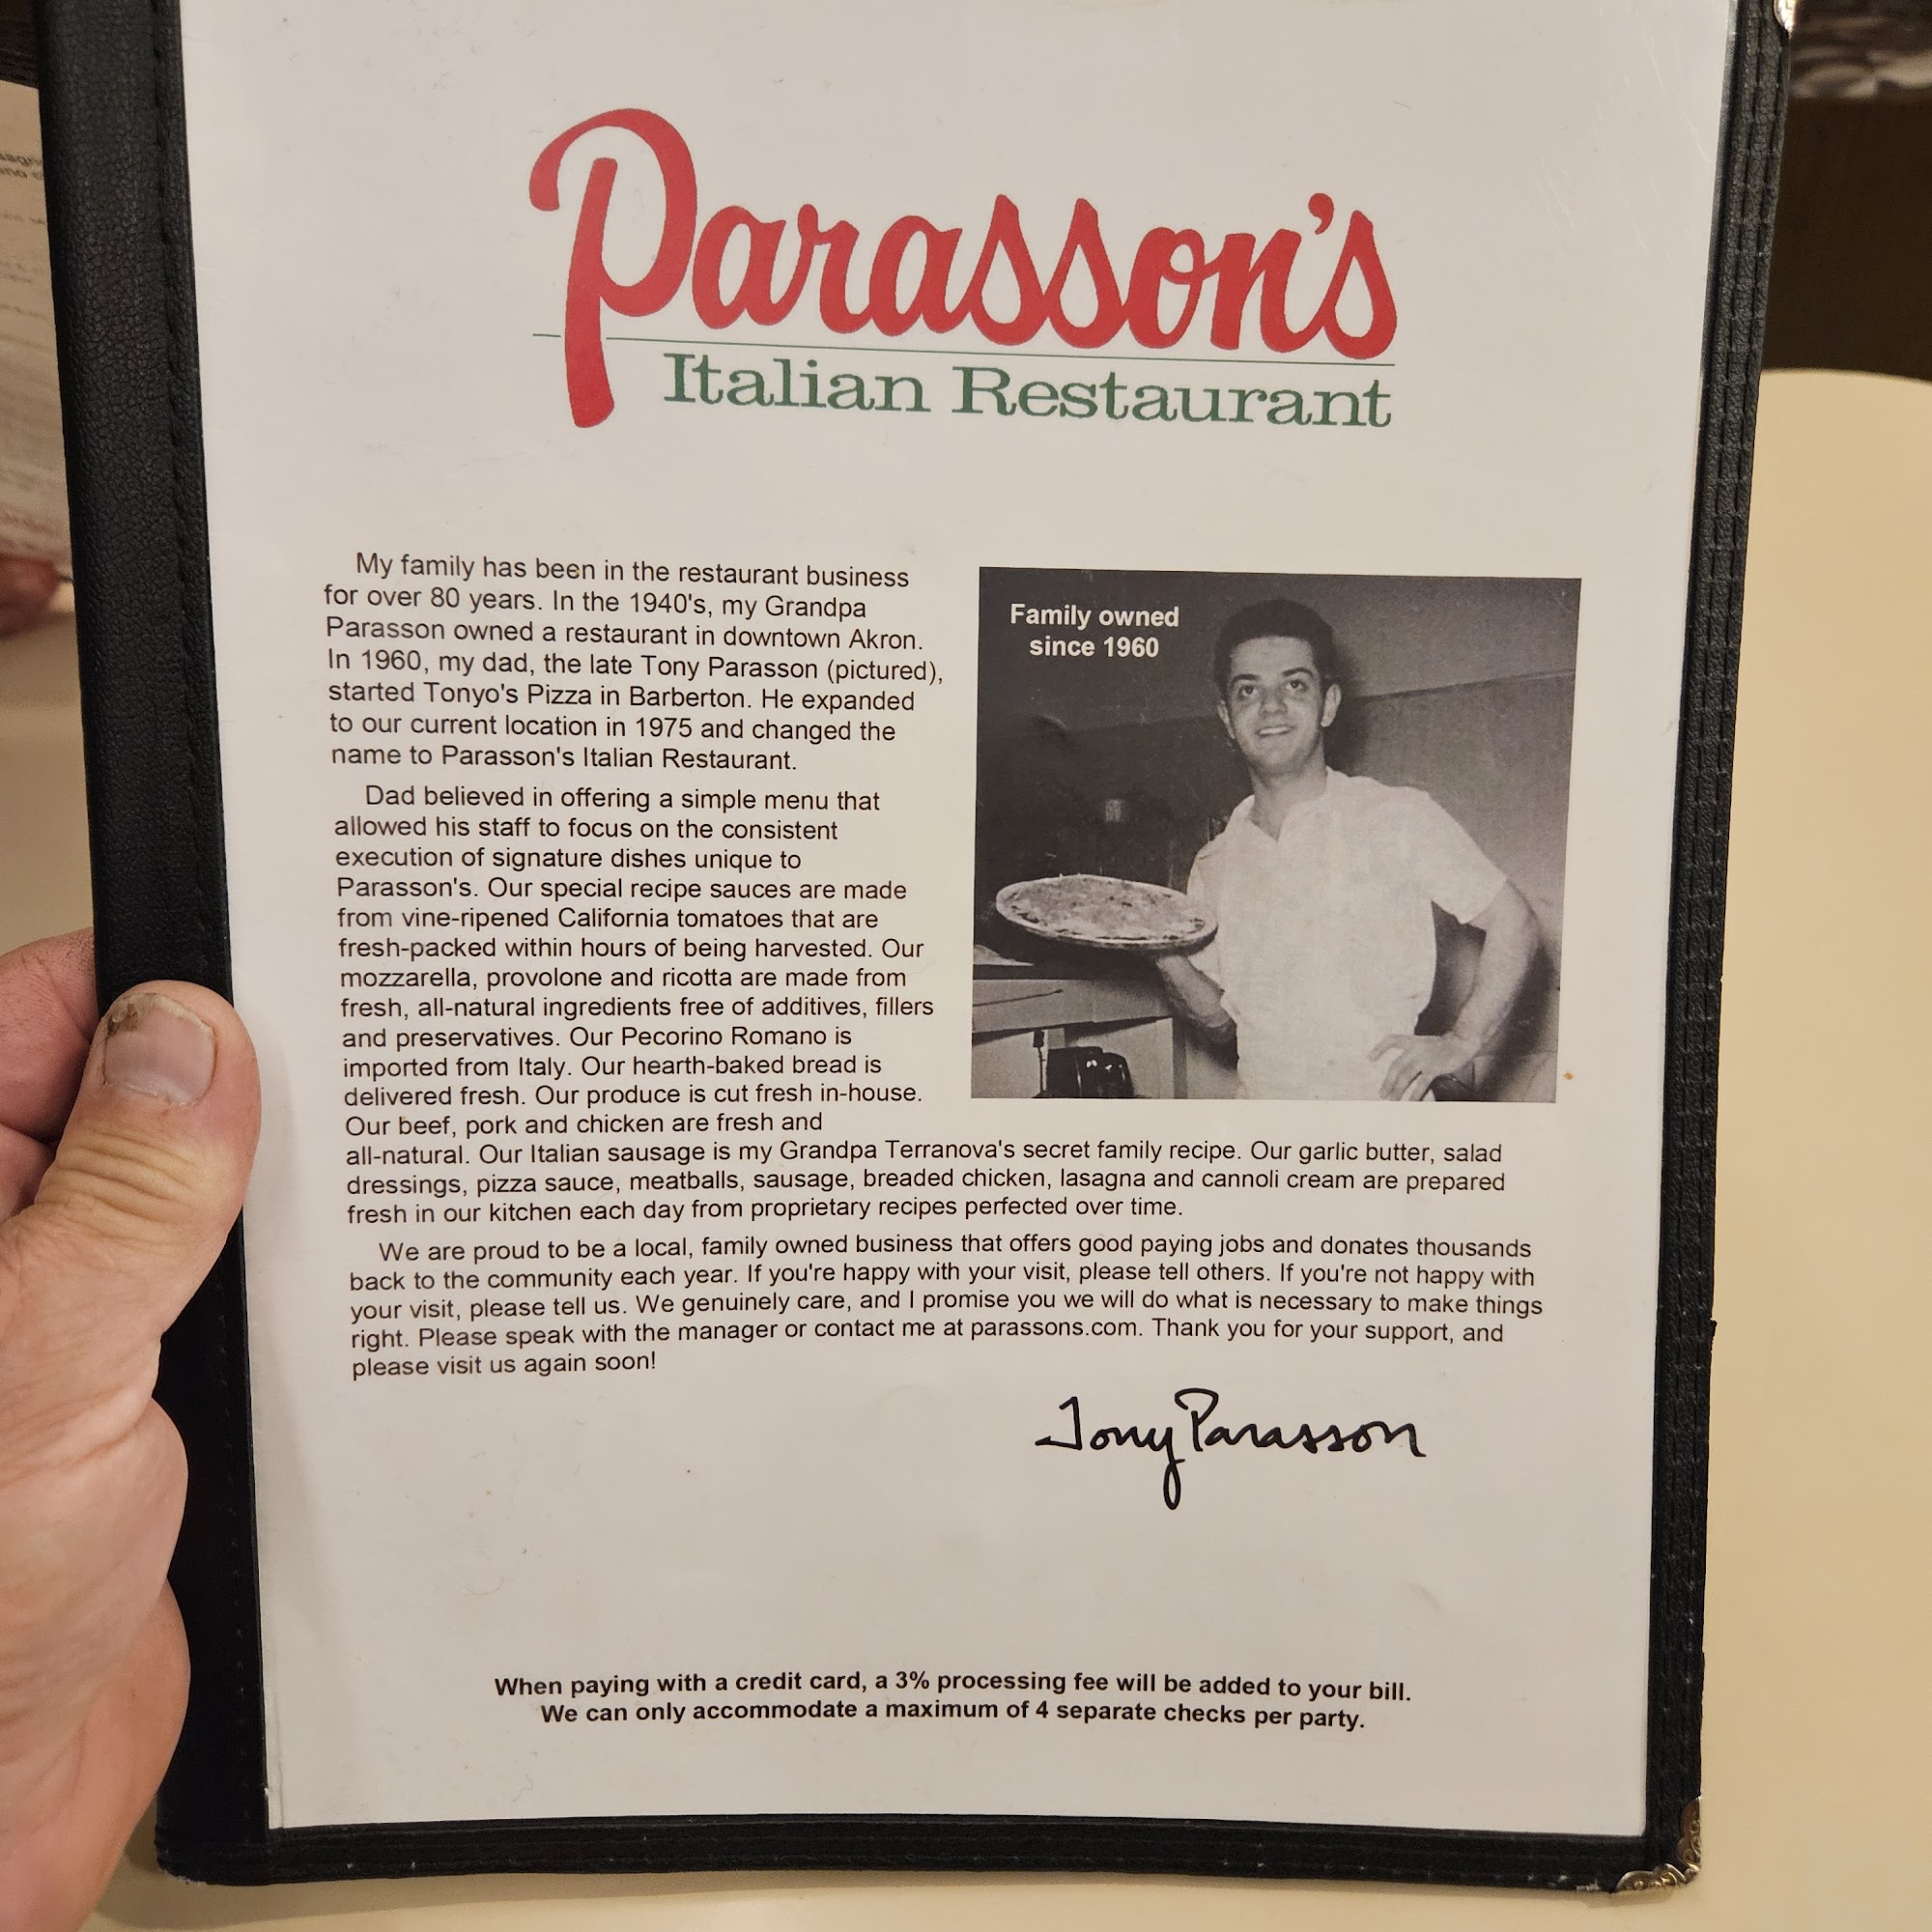 Parasson's
Italian Restaurant
My family has been in the restaurant business
for over 80 years. In the 1940's, my Grandpa
Parasson owned a restaurant in downtown Akron.
In 1960, my dad, the late Tony Parasson (pictured),
started Tonyo's Pizza in Barberton. He expanded
to our current location in 1975 and changed the
name to Parasson's Italian Restaurant.
Dad believed in offering a simple menu that
allowed his staff to focus on the consistent
execution of signature dishes unique to
Parasson's. Our special recipe sauces are made
from vine-ripened California tomatoes that are
fresh-packed within hours of being harvested. Our
mozzarella, provolone and ricotta are made from
fresh, all-natural ingredients free of additives, fillers
and preservatives. Our Pecorino Romano is
imported from Italy. Our hearth-baked bread is
delivered fresh. Our produce is cut fresh in-house.
Our beef, pork and chicken are fresh and
all-natural. Our Italian sausage is my Grandpa Terranova's secret family recipe. Our garlic butter, salad
dressings, pizza sauce, meatballs, sausage, breaded chicken, lasagna and cannoli cream are prepared
fresh in our kitchen each day from proprietary recipes perfected over time.
We are proud to be a local, family owned business that offers good paying jobs and donates thousands
back to the community each year. If you're happy with your visit, please tell others. If you're not happy with
your visit, please tell us. We genuinely care, and I promise you we will do what is necessary to make things
right. Please speak with the manager or contact me at parassons.com. Thank you for your support, and
please visit us again soon!
Family owned
since 1960
Tony Parasson
When paying with a credit card, a 3% processing fee will be added to your bill.
We can only accommodate a maximum of 4 separate checks per party.